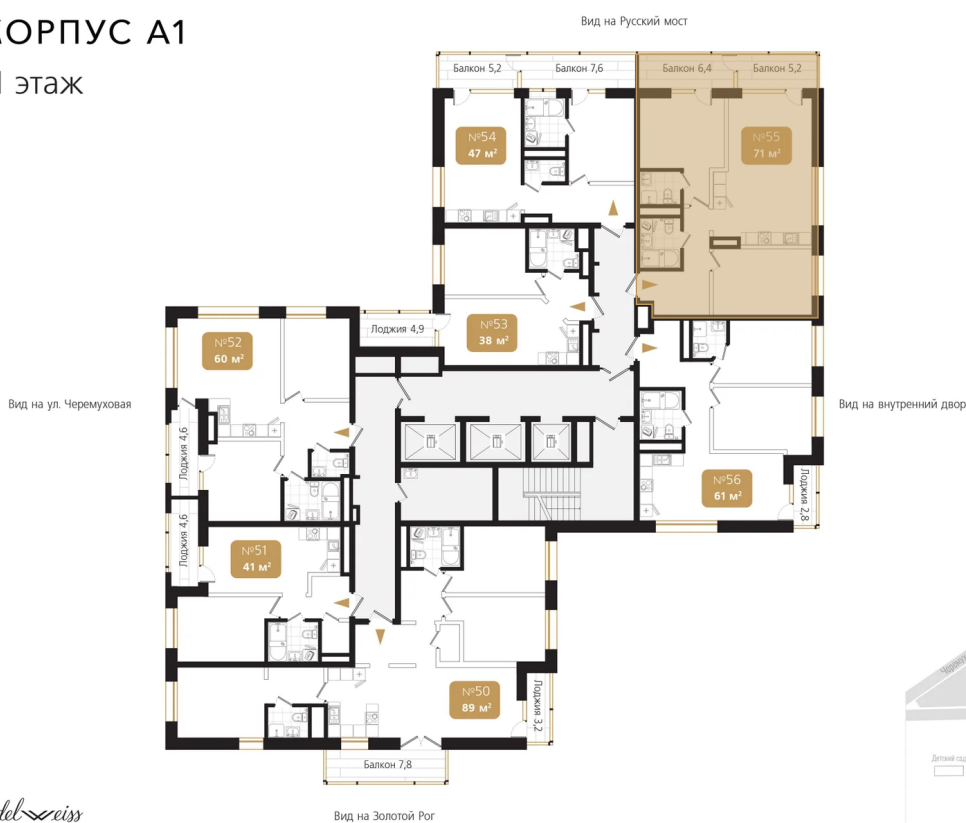 Вид на Русский мост
КОРПУС А1
этаж
Балкон 5,2
Балкон 7,6
Балкон 6,4
Балкон 5,2
№54
47 м²
№55
71 м²
Лоджия 4,9
№53
38 м²
№52
60 м²
Вид на ул. Черемуховая
Вид на внутренний двор
Лоджия 4,6
№56
61 м²
Лоджия 2,8
Лоджия 4,6
№51
41 м²
№50
89 м²
Лоджия 3,2
Балкон 7,8
Детский сад
Вид на Золотой Рог